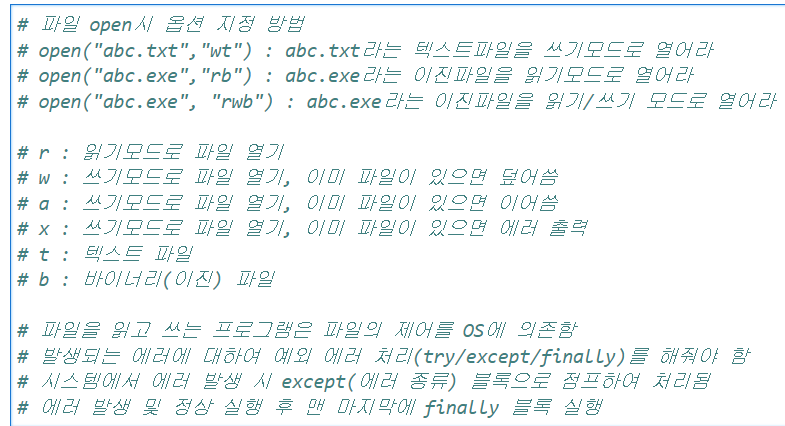 # 파일 open시 옵션 지정 방법
# open("abc.txt","wt") : abc.txt라는 텍스트파일을 쓰기모드로 열어라
# open("abc.exe","rb") : abc.exe라는 이진파일을 읽기모드로 열어라
# open("abc.exe", "rwb") : abc.exe라는 이진파일을 읽기/쓰기 모드로 열어라
# r : 읽기모드로 파일 열기
# w : 쓰기모드로 파일 열기, 이미 파일이 있으면 덮어씀
# a : 쓰기모드로 파일 열기, 이미 파일이 있으면 이어씀
# x : 쓰기모드로 파일 열기, 이미 파일이 있으면 에러 출력
# t : 텍스트 파일
# b : 바이너리(이진) 파일
# 파일을 읽고 쓰는 프로그램은 파일의 제어를 OS에 의존함
# 발생되는 에러에 대하여 예외 에러 처리(try/except/finally)를 해줘야 함
# 시스템에서 에러 발생 시 except(에러 종류) 블록으로 점프하여 처리됨
# 에러 발생 및 정상 실행 후 맨 마지막에 finally 블록 실행